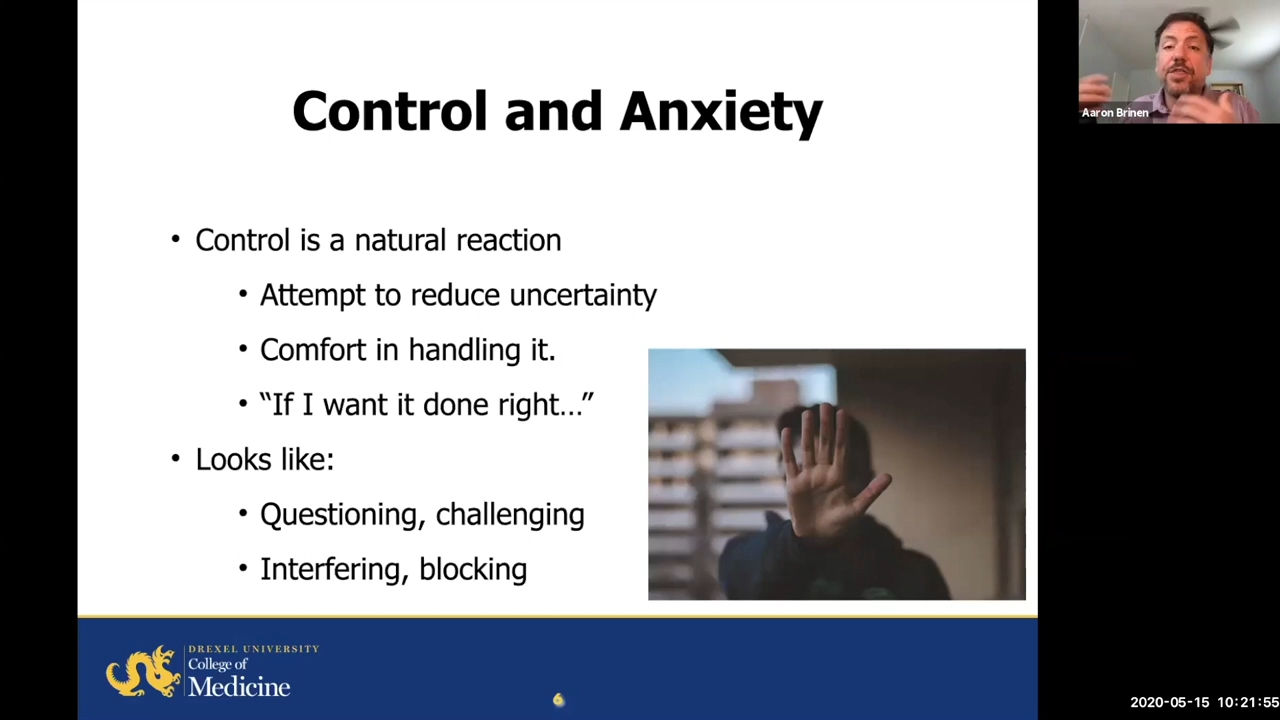 Control and Anxiety
Aaron Brinen
• Control is a natural reaction
• Attempt to reduce uncertainty
• Comfort in handling it.
• “If I want it done right…”
• Looks like:
• Questioning, challenging
• Interfering, blocking
DREXEL UNIVERSITY
College of
Medicine
6
2020-05-15 10:21:55